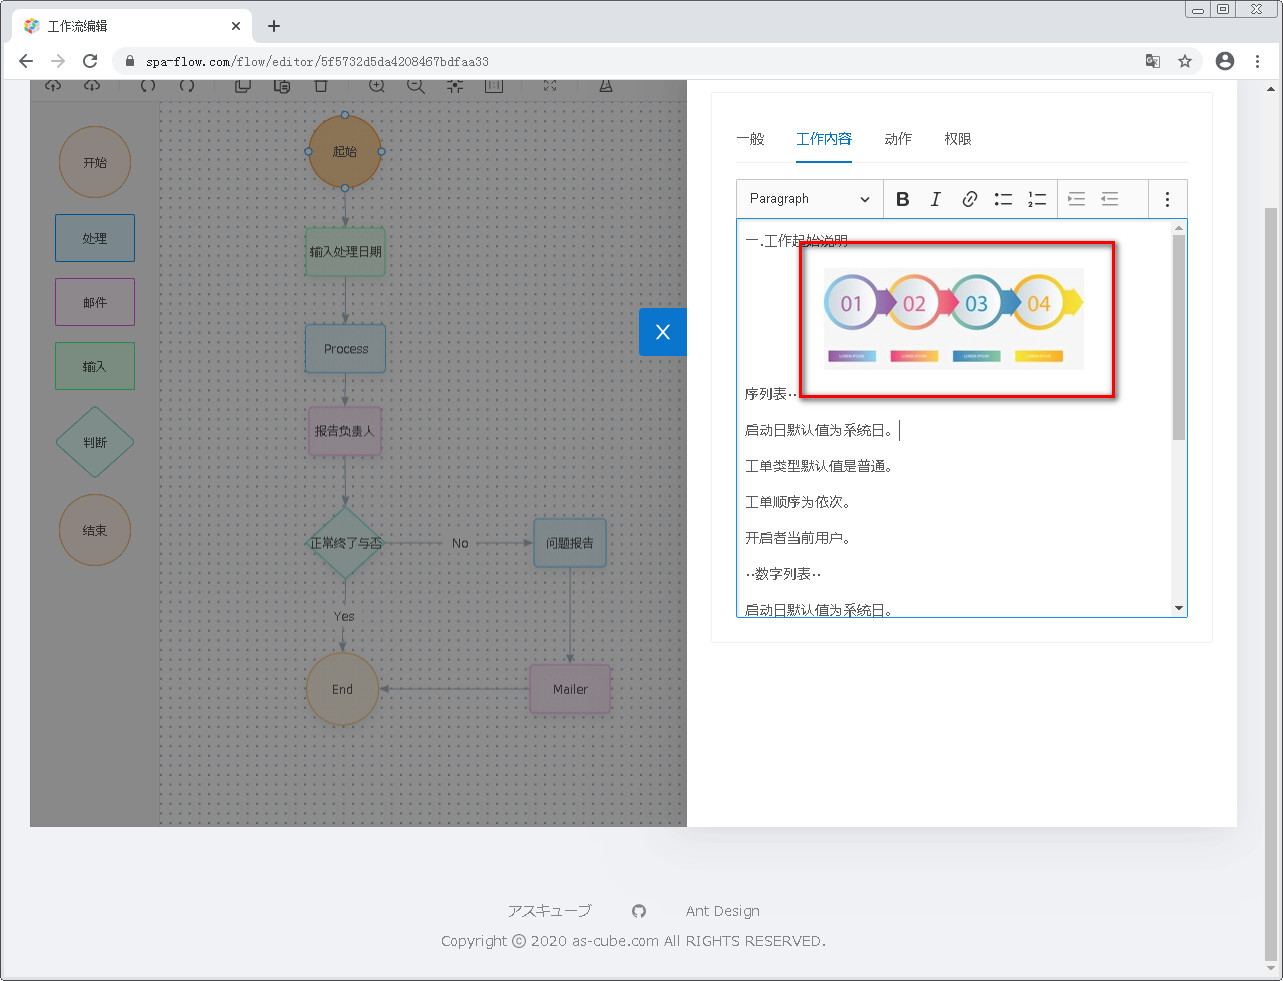 工作流编辑
spa-flow.com/flow/editor/5f5732d5da4208467bdfaa33
开始
处理
邮件
输入
判断
结束
起始
输入处理日期
Process
报告负责人
正常终了与否
No
问题报告
Yes
End
Mailer
X
一般
工作内容
动作
权限
Paragraph
B
I
一.工作起始说明
01
02
03
04
序列表··
启动日默认值为系统日。
工单类型默认值是普通。
工单顺序为依次。
开启者当前用户。
··数字列表··
启动日默认值为系统日。
アスキューブ
Ant Design
Copyright © 2020 as-cube.com All RIGHTS RESERVED.